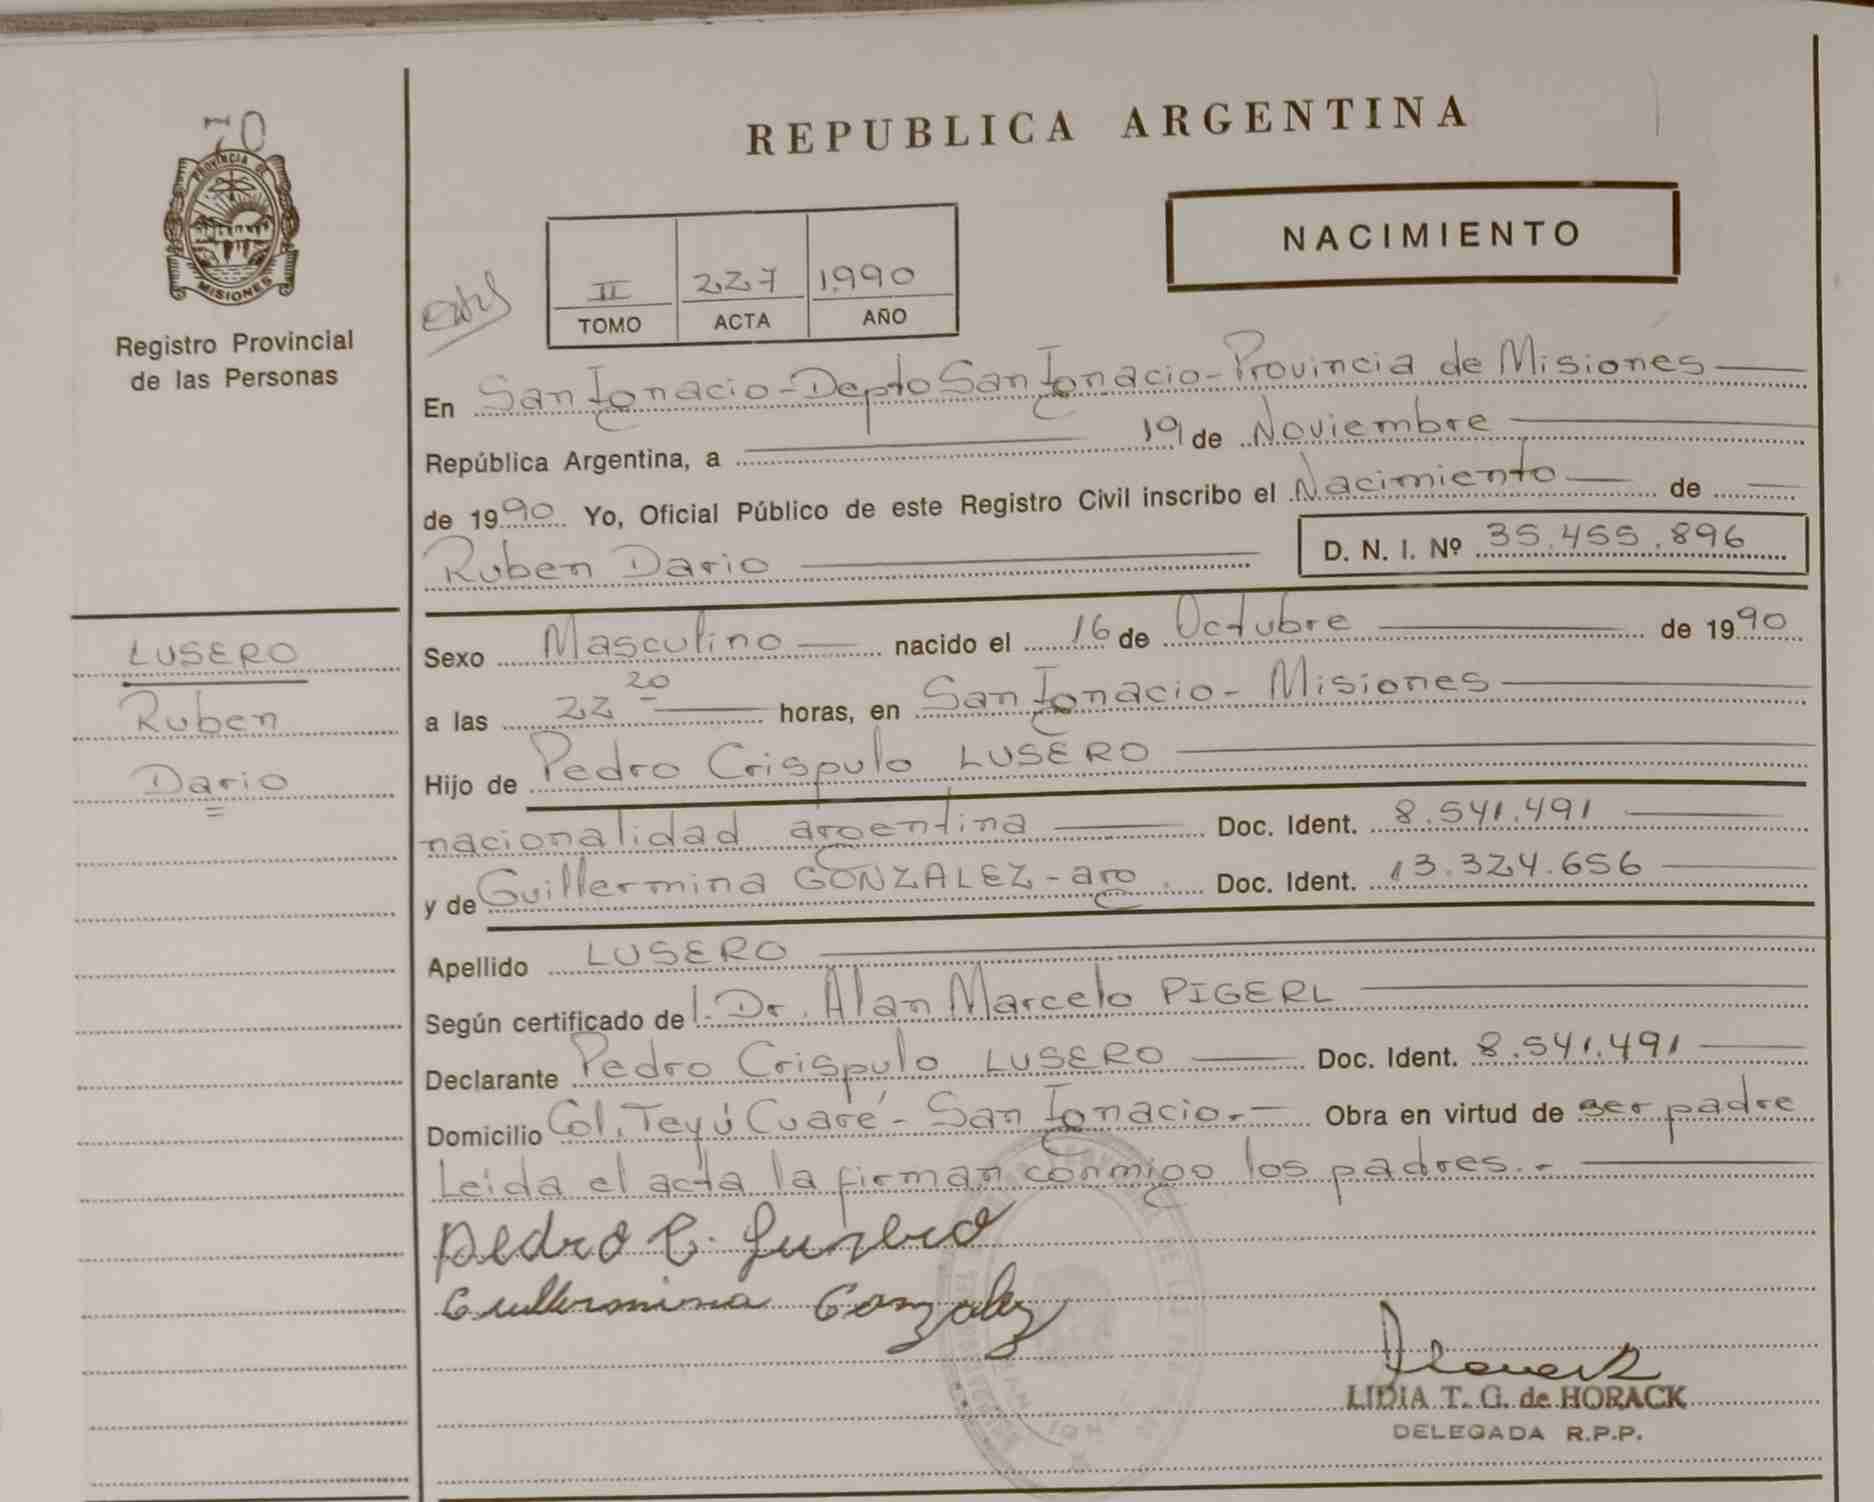 70
PROVINCIA DE
MISIONES
Registro Provincial
de las Personas
REPUBLICA ARGENTINA
NACIMIENTO
II 227 1990
TOMO ACTA AÑO
En San Ignacio - Depto San Ignacio - Provincia de Misiones
República Argentina, a 19 de Noviembre
de 1990 Yo, Oficial Público de este Registro Civil inscribo el Nacimiento de
Ruben Dario D. N. I. Nº 35.455.896
LUSERO
Ruben
Dario
Sexo Masculino nacido el 16 de Octubre de 1990
a las 22 20 horas, en San Ignacio - Misiones
Hijo de Pedro Crispulo LUSERO
nacionalidad argentina Doc. Ident. 8.541.491
y de Guillermina GONZALEZ - arg. Doc. Ident. 13.324.656
Apellido LUSERO
Según certificado del Dr. Alan Marcelo PIGERL
Declarante Pedro Crispulo LUSERO Doc. Ident. 8.541.491
Domicilio Col. Teyú Cuaré - San Ignacio.- Obra en virtud de ser padre
Leida el acta la firman conmigo los padres.-
Pedro C. Lusero
Guillermina Gonzalez
LIDIA T. G. de HORACK
DELEGADA R.P.P.